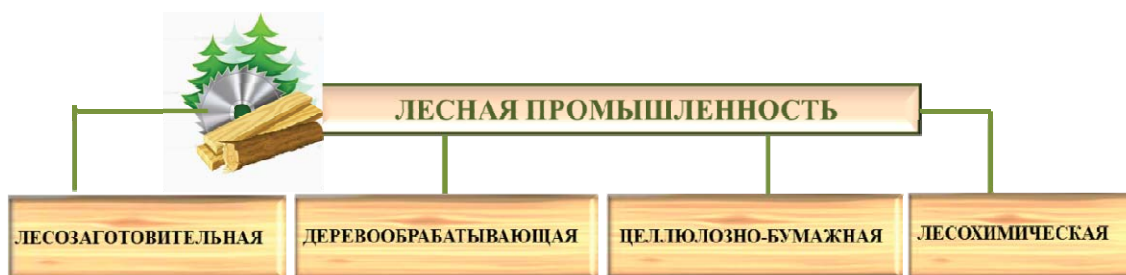 ЛЕСНАЯ ПРОМЫШЛЕННОСТЬ
ЛЕСОЗАГОТОВИТЕЛЬНАЯ
ДЕРЕВООБРАБАТЫВАЮЩАЯ
ЦЕЛЛЮЛОЗНО-БУМАЖНАЯ
ЛЕСОХИМИЧЕСКАЯ